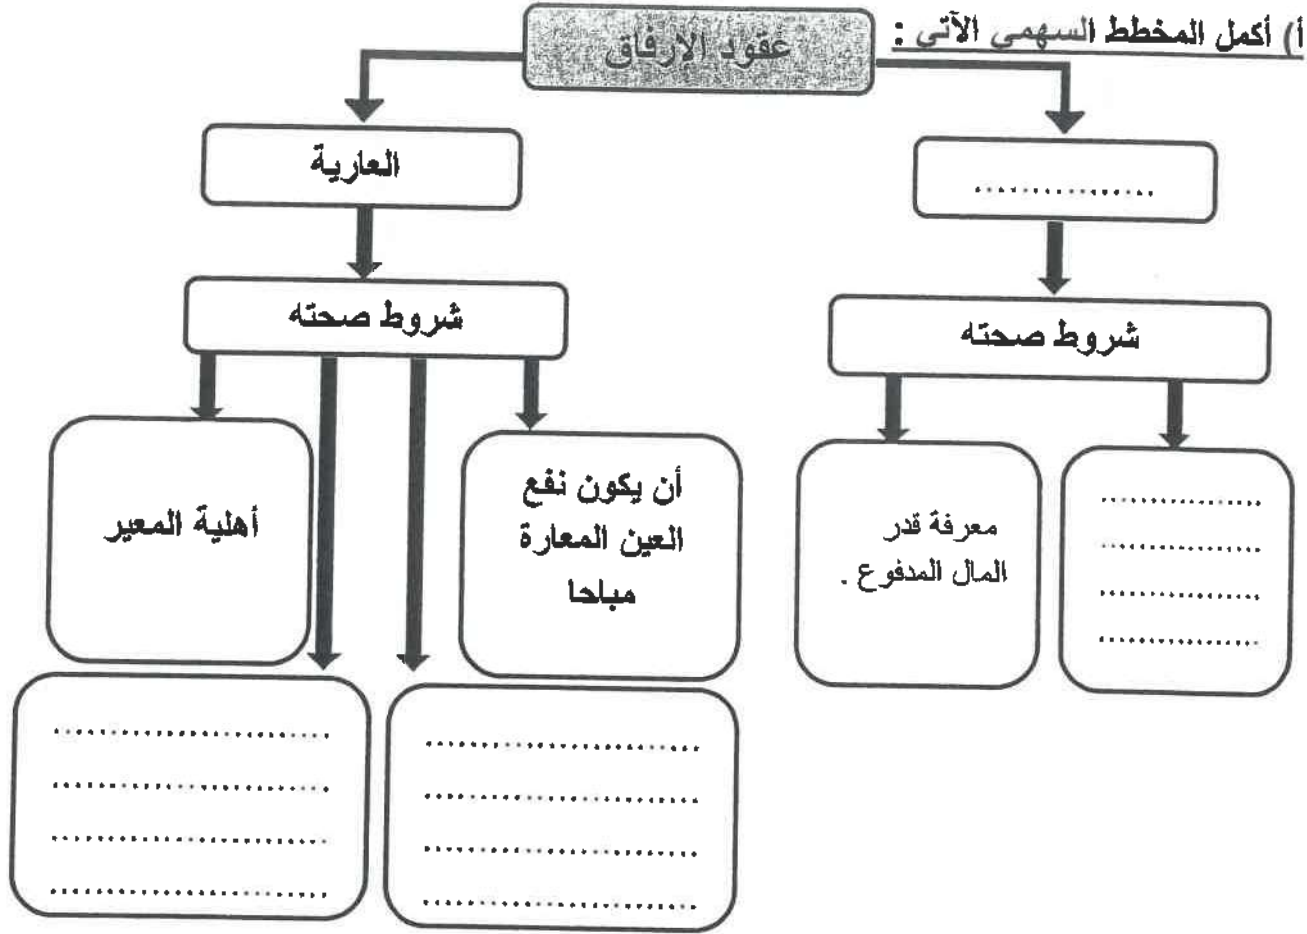 أ) أكمل المخطط السهمي الآتي :
عقود الارفاق
................
العارية
شروط صحته
شروط صحته
....................
....................
....................
....................
معرفة قدر
المال المدفوع .
أن يكون نفع
العين المعارة
مباحا
أهلية المعير
..............................
..............................
..............................
..............................
..............................
..............................
..............................
..............................